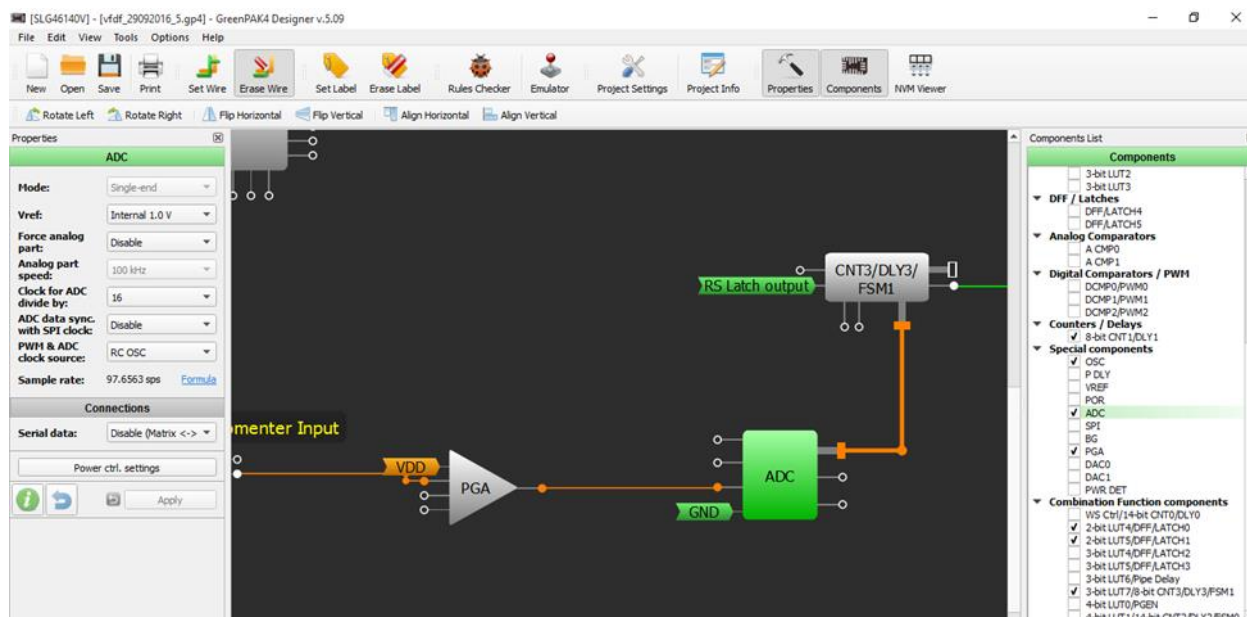 [SLG46140V] - [vfdf_29092016_5.gp4] - GreenPAK4 Designer v.5.09
File Edit View Tools Options Help
New Open Save Print Set Wire Erase Wire Set Label Erase Label Rules Checker Emulator Project Settings Project Info Properties Components NVM Viewer
Rotate Left Rotate Right Flip Horizontal Flip Vertical Align Horizontal Align Vertical
Properties
ADC
Mode: Single-end
Vref: Internal 1.0 V
Force analog
part: Disable
Analog part
speed: 100 kHz
Clock for ADC
divide by: 16
ADC data sync.
with SPI clock: Disable
PWM & ADC
clock source: RC OSC
Sample rate: 97.6563 sps Formula
Connections
Serial data: Disable (Matrix <->
Power ctrl. settings
Apply
CNT3/DLY3/
FSM1
RS Latch output
menter Input
VDD
PGA
ADC
GND
Components List
Components
3-bit LUT2
3-bit LUT3
DFF / Latches
DFF/LATCH4
DFF/LATCH5
Analog Comparators
A CMP0
A CMP1
Digital Comparators / PWM
DCMP0/PWM0
DCMP1/PWM1
DCMP2/PWM2
Counters / Delays
8-bit CNT1/DLY1
Special components
OSC
P DLY
VREF
POR
ADC
SPI
BG
PGA
DAC0
DAC1
PWR DET
Combination Function components
WS Ctrl/14-bit CNT0/DLY0
2-bit LUT4/DFF/LATCH0
2-bit LUT5/DFF/LATCH1
3-bit LUT4/DFF/LATCH2
3-bit LUT5/DFF/LATCH3
3-bit LUT6/Pipe Delay
3-bit LUT7/8-bit CNT3/DLY3/FSM1
4-bit LUT0/PGEN
4-bit LUT1/14-bit CNT2/DLY2/FSM0